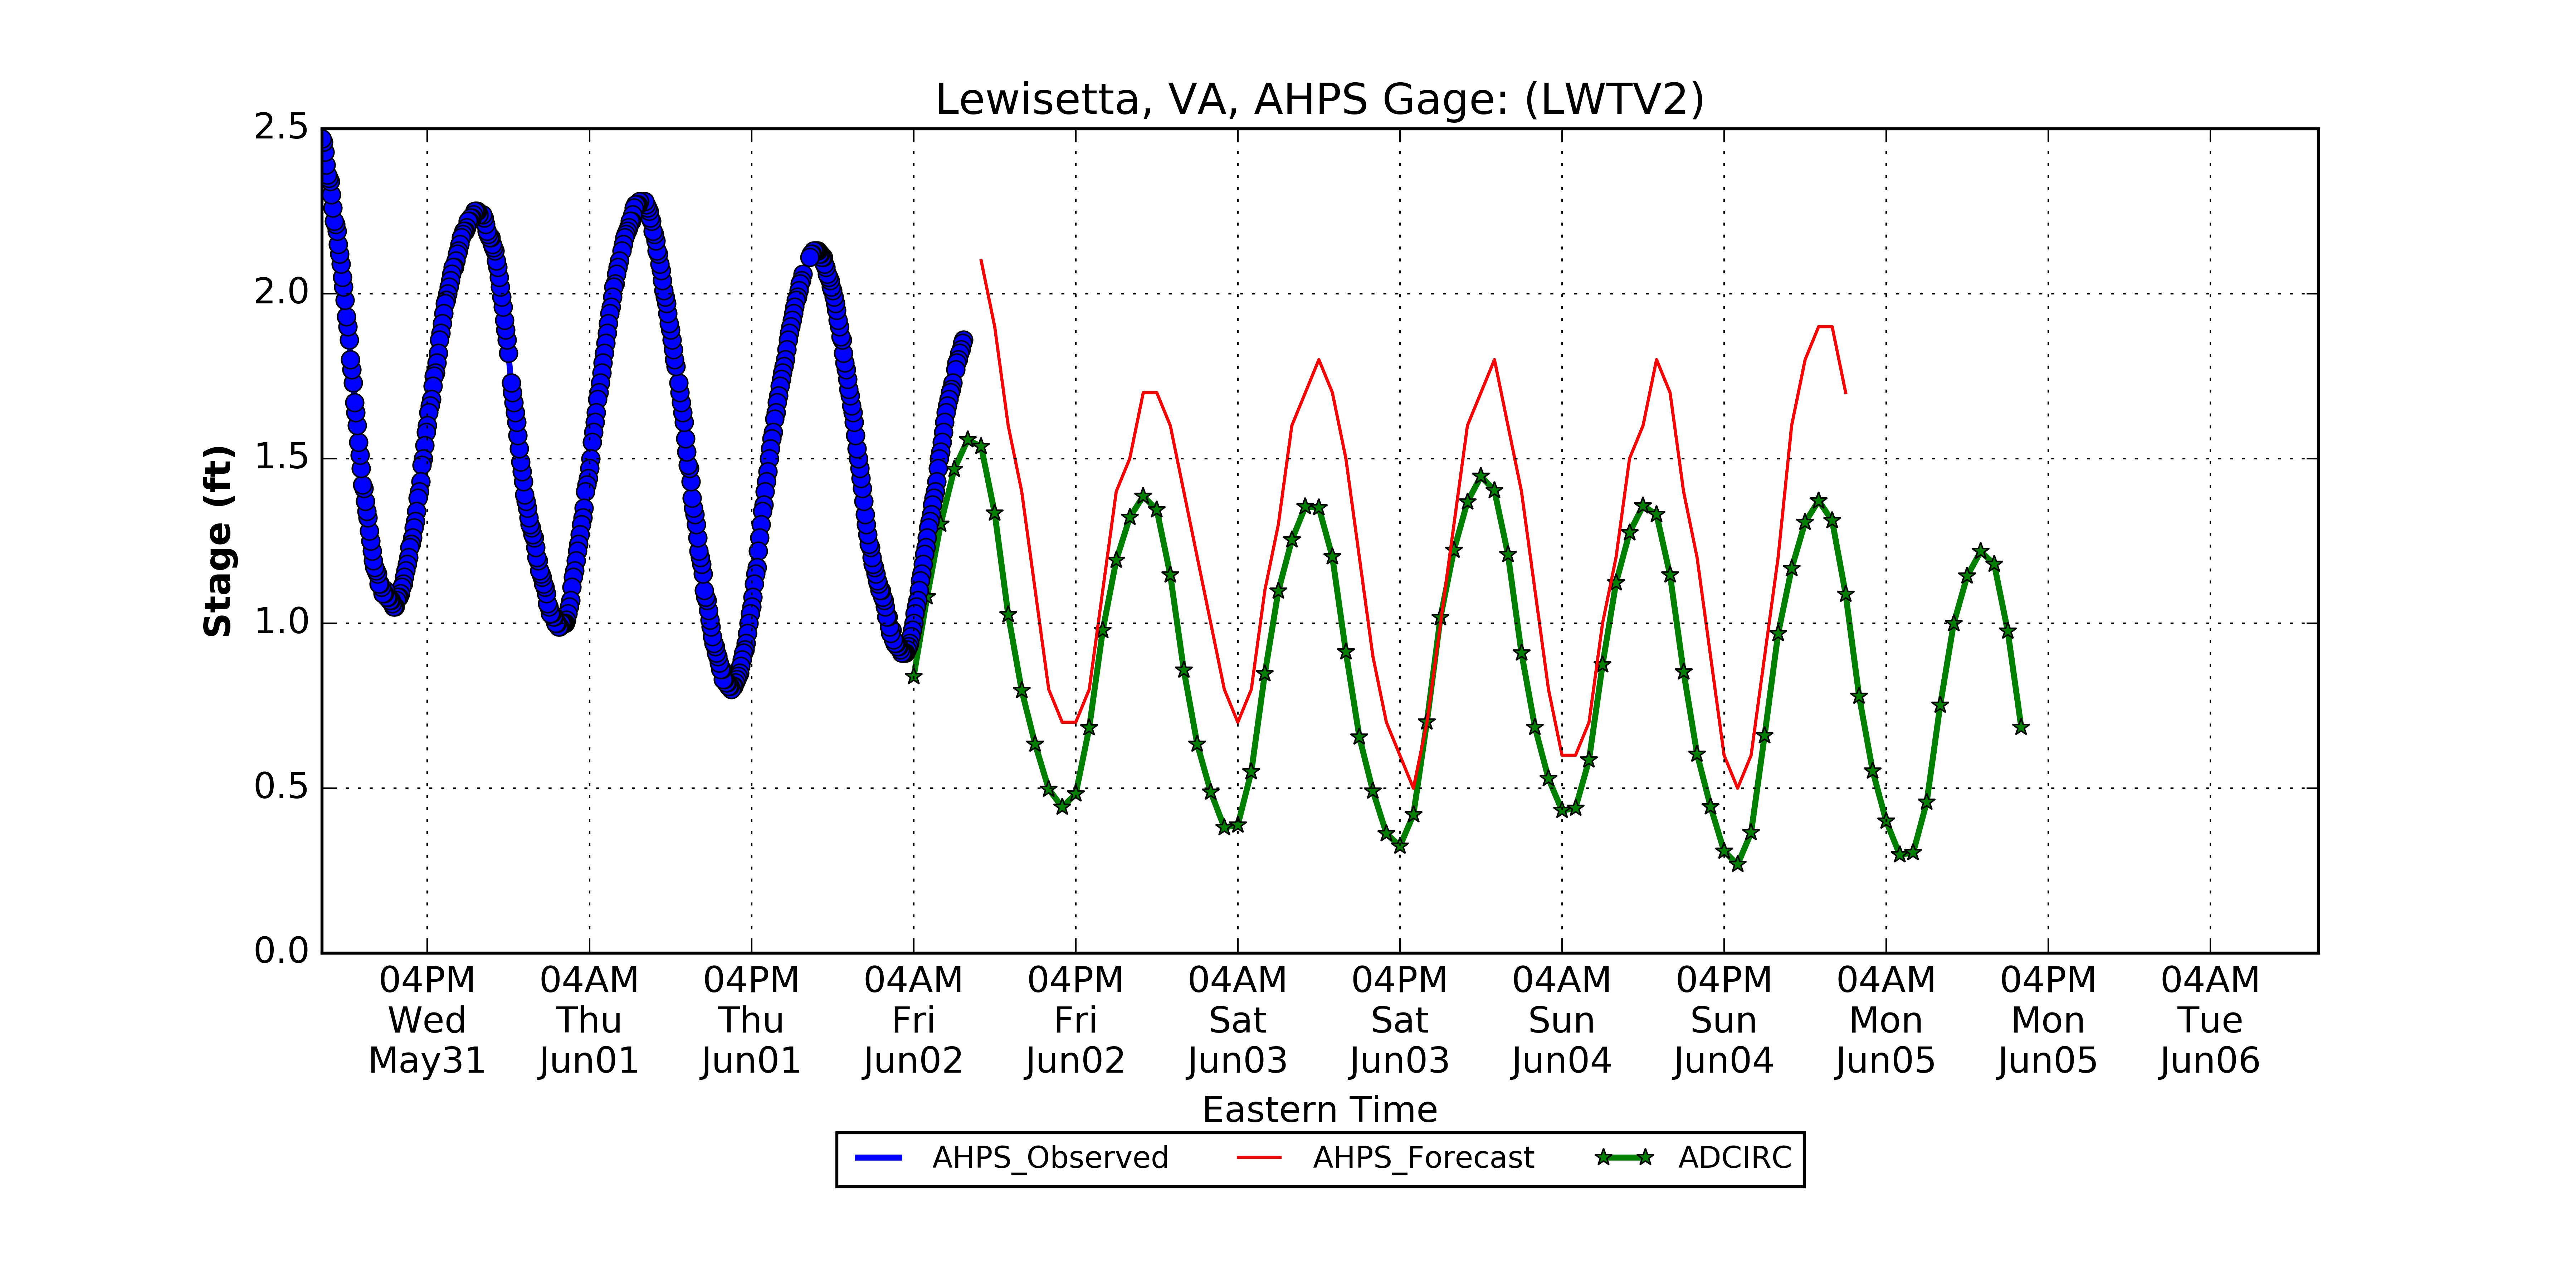 Lewisetta, VA, AHPS Gage: (LWTV2)
Stage (ft)
2.5
2.0
1.5
1.0
0.5
0.0
04PM 04AM 04PM 04AM 04PM 04AM 04PM 04AM 04PM 04AM 04PM 04AM
Wed Thu Thu Fri Fri Sat Sat Sun Sun Mon Mon Tue
May31 Jun01 Jun01 Jun02 Jun02 Jun03 Jun03 Jun04 Jun04 Jun05 Jun05 Jun06
Eastern Time
AHPS_Observed AHPS_Forecast ADCIRC